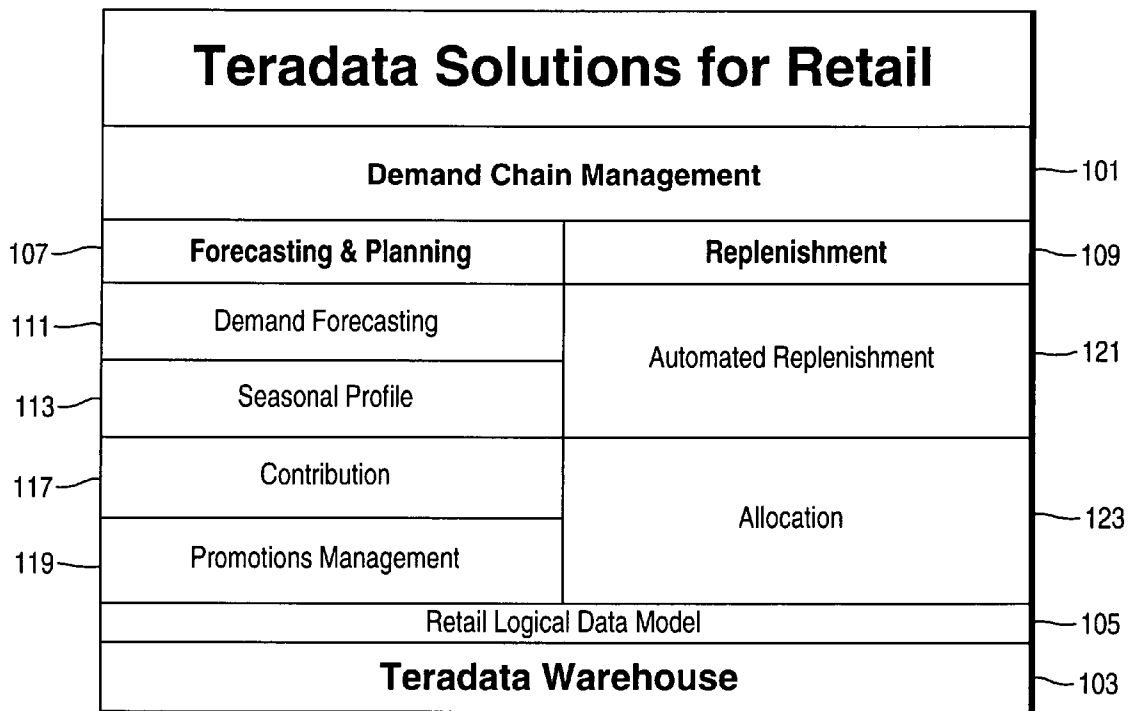 Teradata Solutions for Retail
Demand Chain Management
101
107
Forecasting & Planning
Replenishment
109
111
Demand Forecasting
Automated Replenishment
121
113
Seasonal Profile
117
Contribution
Allocation
123
119
Promotions Management
Retail Logical Data Model
105
Teradata Warehouse
103